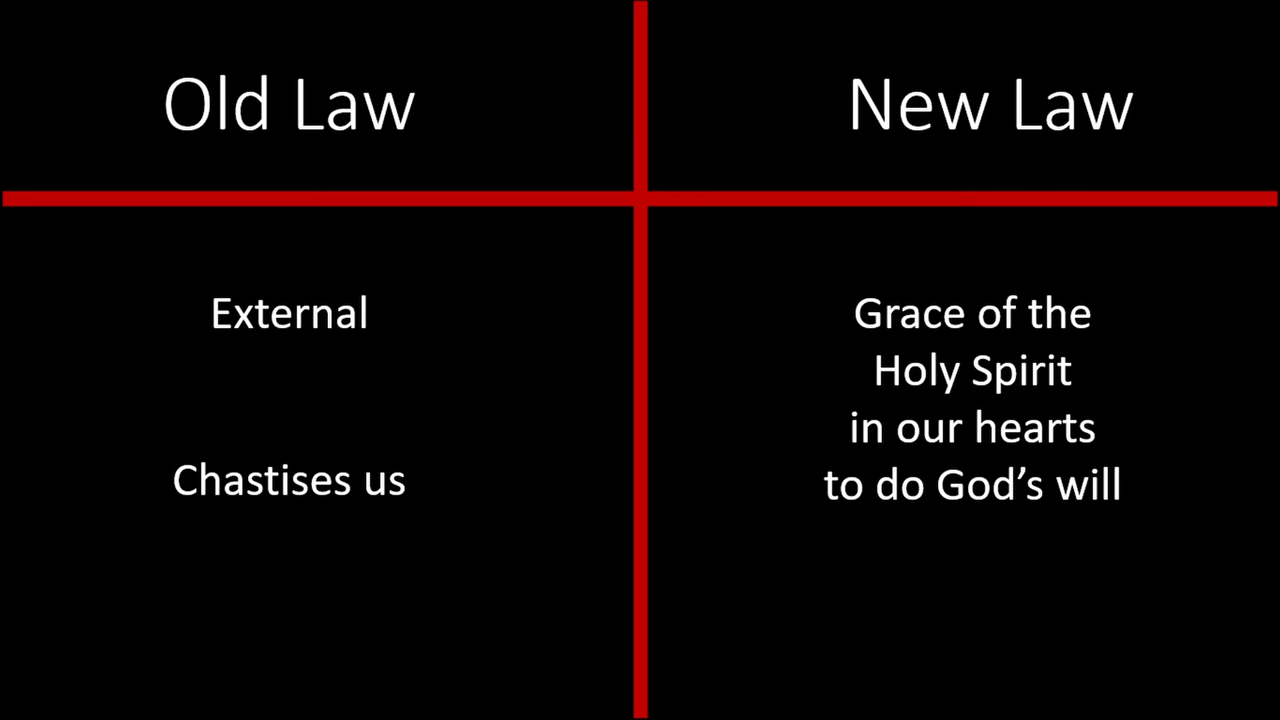 Old Law
New Law
External
Chastises us
Grace of the
Holy Spirit
in our hearts
to do God’s will